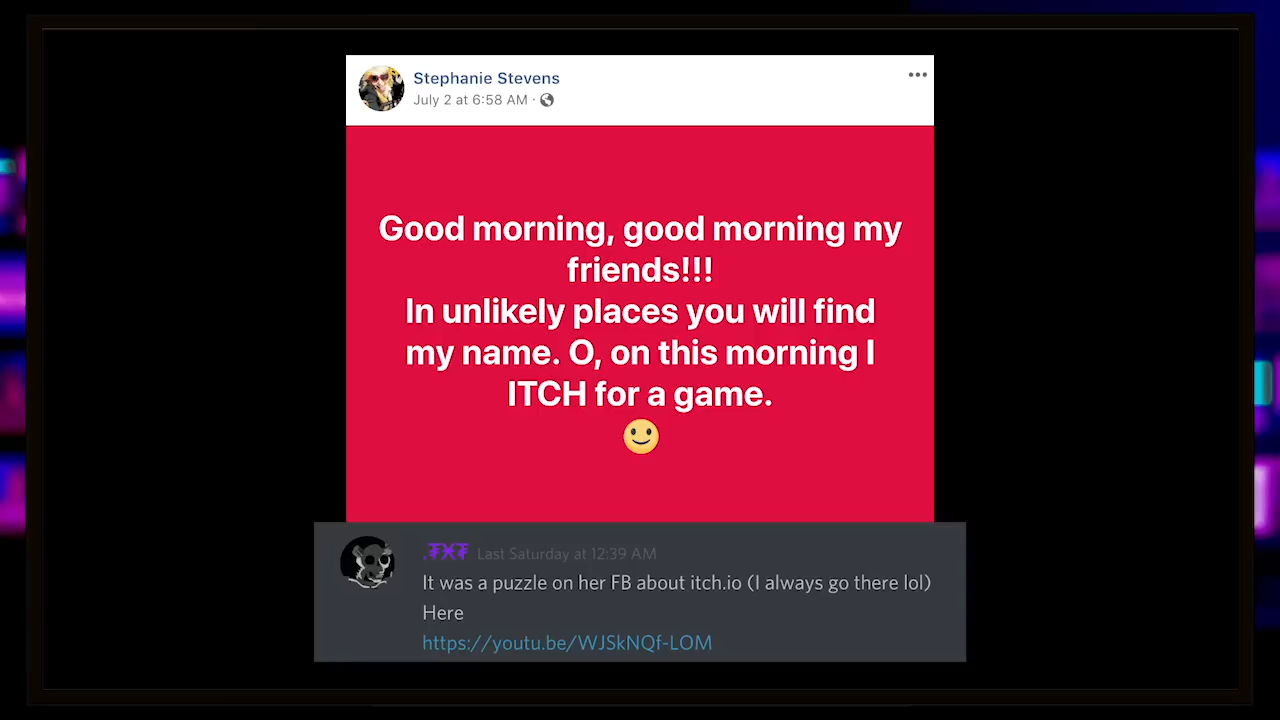 Stephanie Stevens
July 2 at 6:58 AM ·
Good morning, good morning my
friends!!!
In unlikely places you will find
my name. O, on this morning I
ITCH for a game.
.₮Ӿ₮ Last Saturday at 12:39 AM
It was a puzzle on her FB about itch.io (I always go there lol)
Here
https://youtu.be/WJSkNQf-LOM